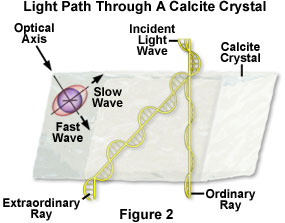 Light Path Through A Calcite Crystal
Optical
Axis
Incident
Light
Wave
Calcite
Crystal
Slow
Wave
Fast
Wave
Extraordinary
Ray
Figure 2
Ordinary
Ray